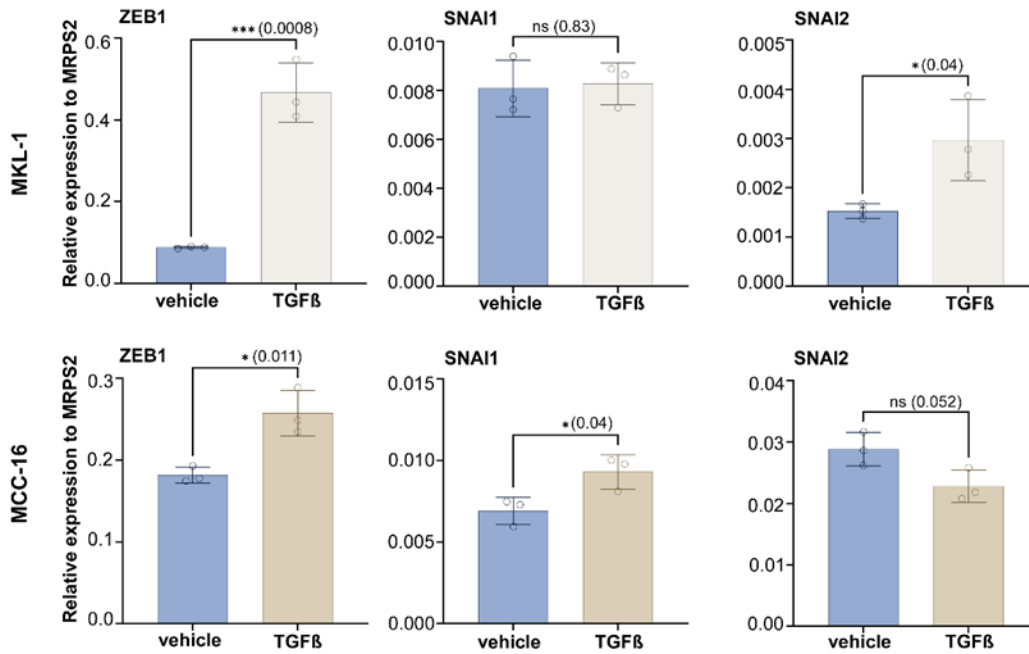 MKL-1
Relative expression to MRPS2
ZEB1
*** (0.0008)
0.6
0.4
0.2
0.0
vehicle
TGFß
SNAI1
ns (0.83)
0.010
0.008
0.006
0.004
0.002
0.000
vehicle
TGFß
SNAI2
* (0.04)
0.005
0.004
0.003
0.002
0.001
0.000
vehicle
TGFß
MCC-16
Relative expression to MRPS2
ZEB1
* (0.011)
0.3
0.2
0.1
0.0
vehicle
TGFß
SNAI1
* (0.04)
0.015
0.010
0.005
0.000
vehicle
TGFß
SNAI2
ns (0.052)
0.04
0.03
0.02
0.01
0.00
vehicle
TGFß